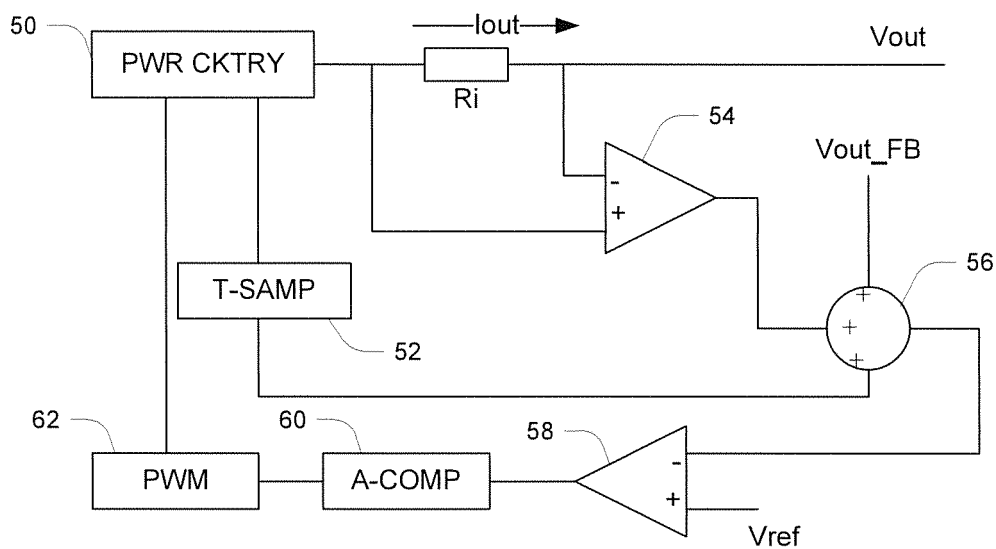 50
PWR CKTRY
Iout
Ri
Vout
54
-
+
Vout_FB
56
+
+
+
T-SAMP
52
62
PWM
60
A-COMP
58
-
+
Vref